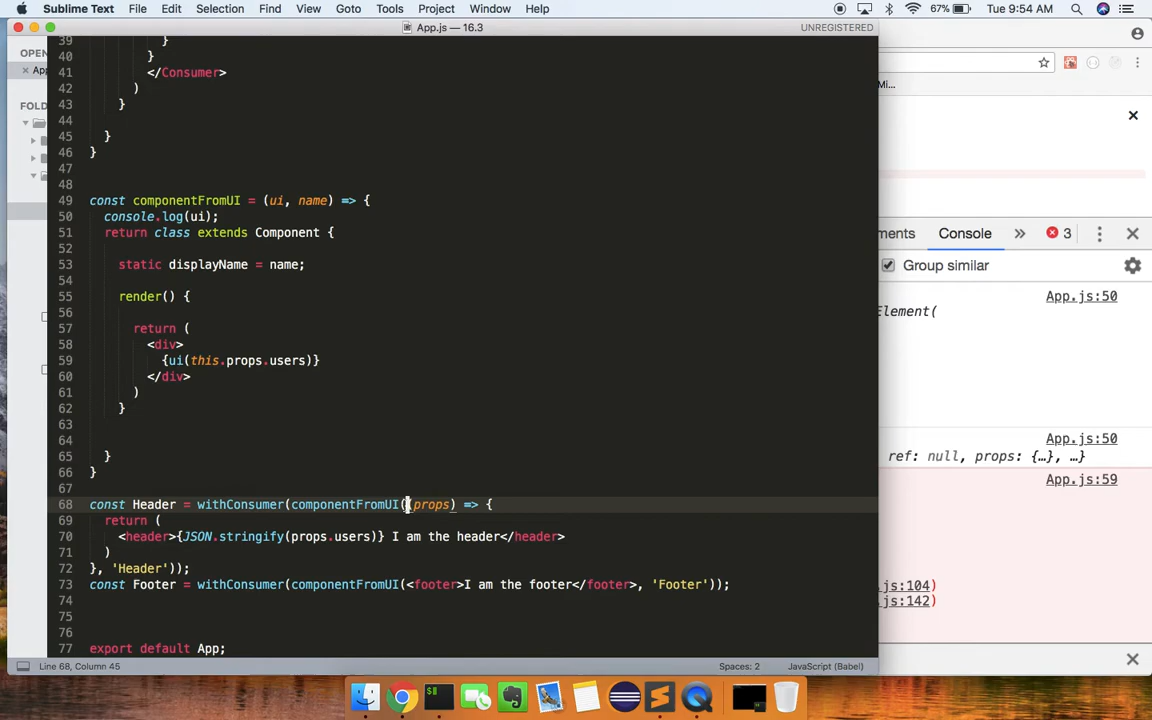 Sublime Text File Edit Selection Find View Goto Tools Project Window Help 67% Tue 9:54 AM
App.js — 16.3 UNREGISTERED
OPEN
App
FOLD
39 }
40 }
41 </Consumer>
42 )
43 }
44
45 }
46 }
47
48
49 const componentFromUI = (ui, name) => {
50 console.log(ui);
51 return class extends Component {
52
53 static displayName = name;
54
55 render() {
56
57 return (
58 <div>
59 {ui(this.props.users)}
60 </div>
61 )
62 }
63
64
65 }
66 }
67
68 const Header = withConsumer(componentFromUI((props) => {
69 return (
70 <header>{JSON.stringify(props.users)} I am the header</header>
71 )
72 }, 'Header'));
73 const Footer = withConsumer(componentFromUI(<footer>I am the footer</footer>, 'Footer'));
74
75
76
77 export default App;
Line 68, Column 45 Spaces: 2 JavaScript (Babel)
Mi...
ments Console » 3
Group similar
App.js:50
Element(
App.js:50
ref: null, props: {…}, …}
App.js:59
.js:104)
.js:142)